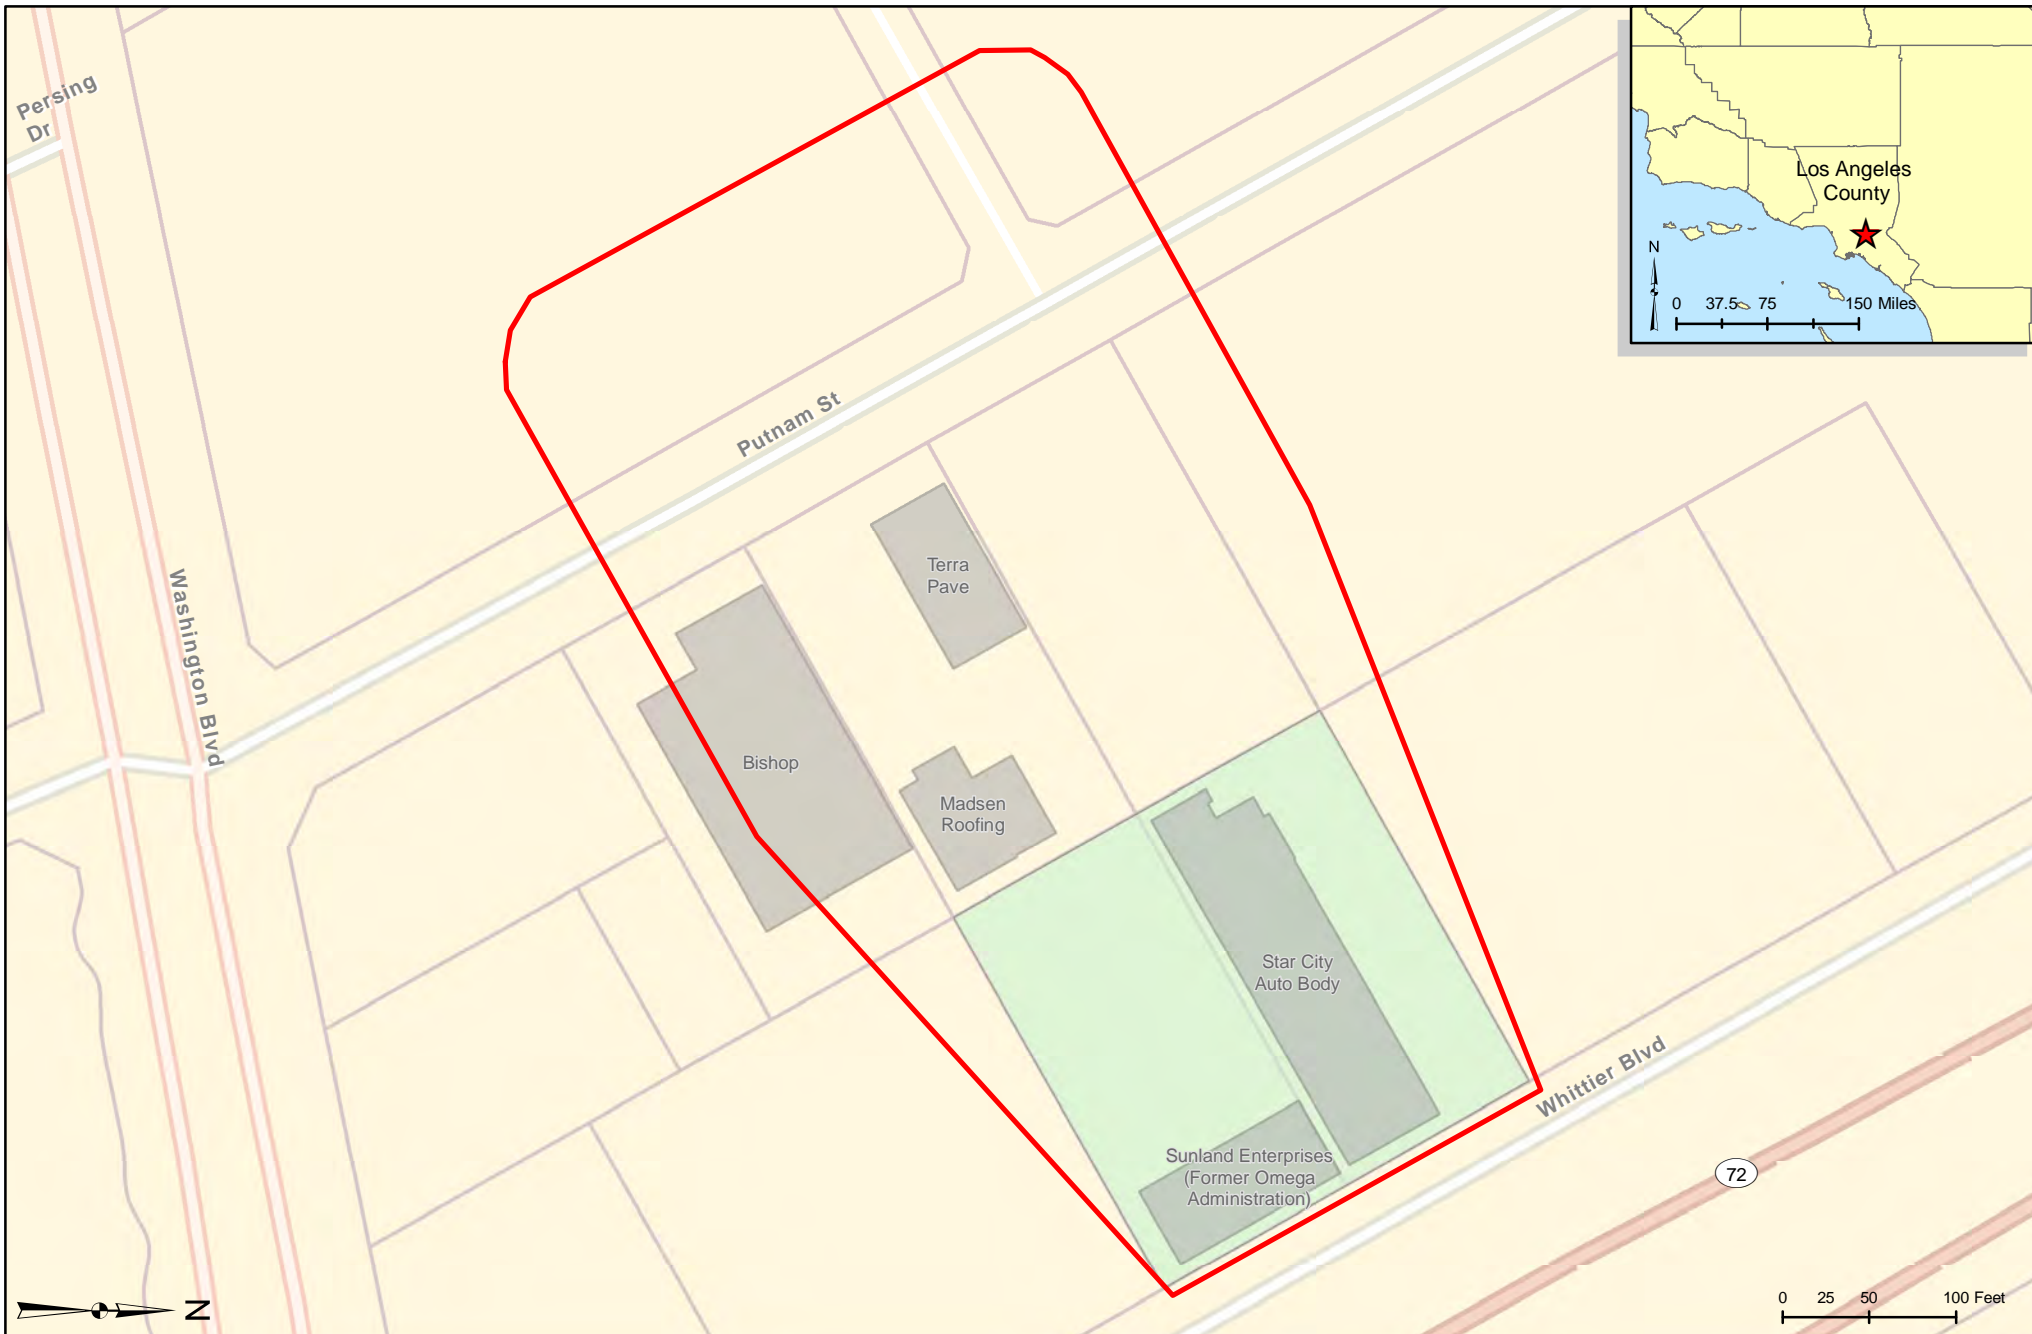 Persing
Dr
Los Angeles
County
N
0 37.5 75 150 Miles
Putnam St
Terra
Pave
Washington Blvd
Bishop
Madsen
Roofing
Star City
Auto Body
Whittier Blvd
Sunland Enterprises
(Former Omega
Administration)
72
N
0 25 50 100 Feet